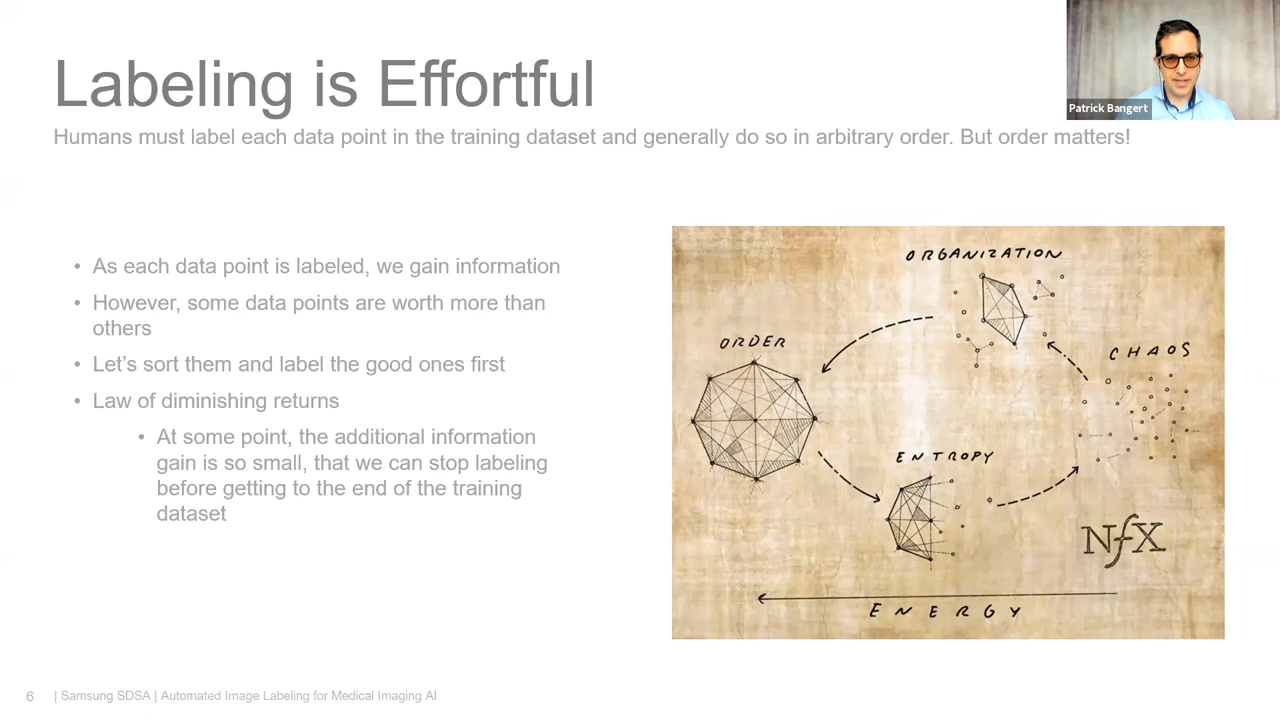 Patrick Bangert
Labeling is Effortful
Humans must label each data point in the training dataset and generally do so in arbitrary order. But order matters!
• As each data point is labeled, we gain information
• However, some data points are worth more than
others
• Let’s sort them and label the good ones first
• Law of diminishing returns
• At some point, the additional information
gain is so small, that we can stop labeling
before getting to the end of the training
dataset
ORGANIZATION
ORDER
CHAOS
ENTROPY
NfX
ENERGY
6 | Samsung SDSA | Automated Image Labeling for Medical Imaging AI